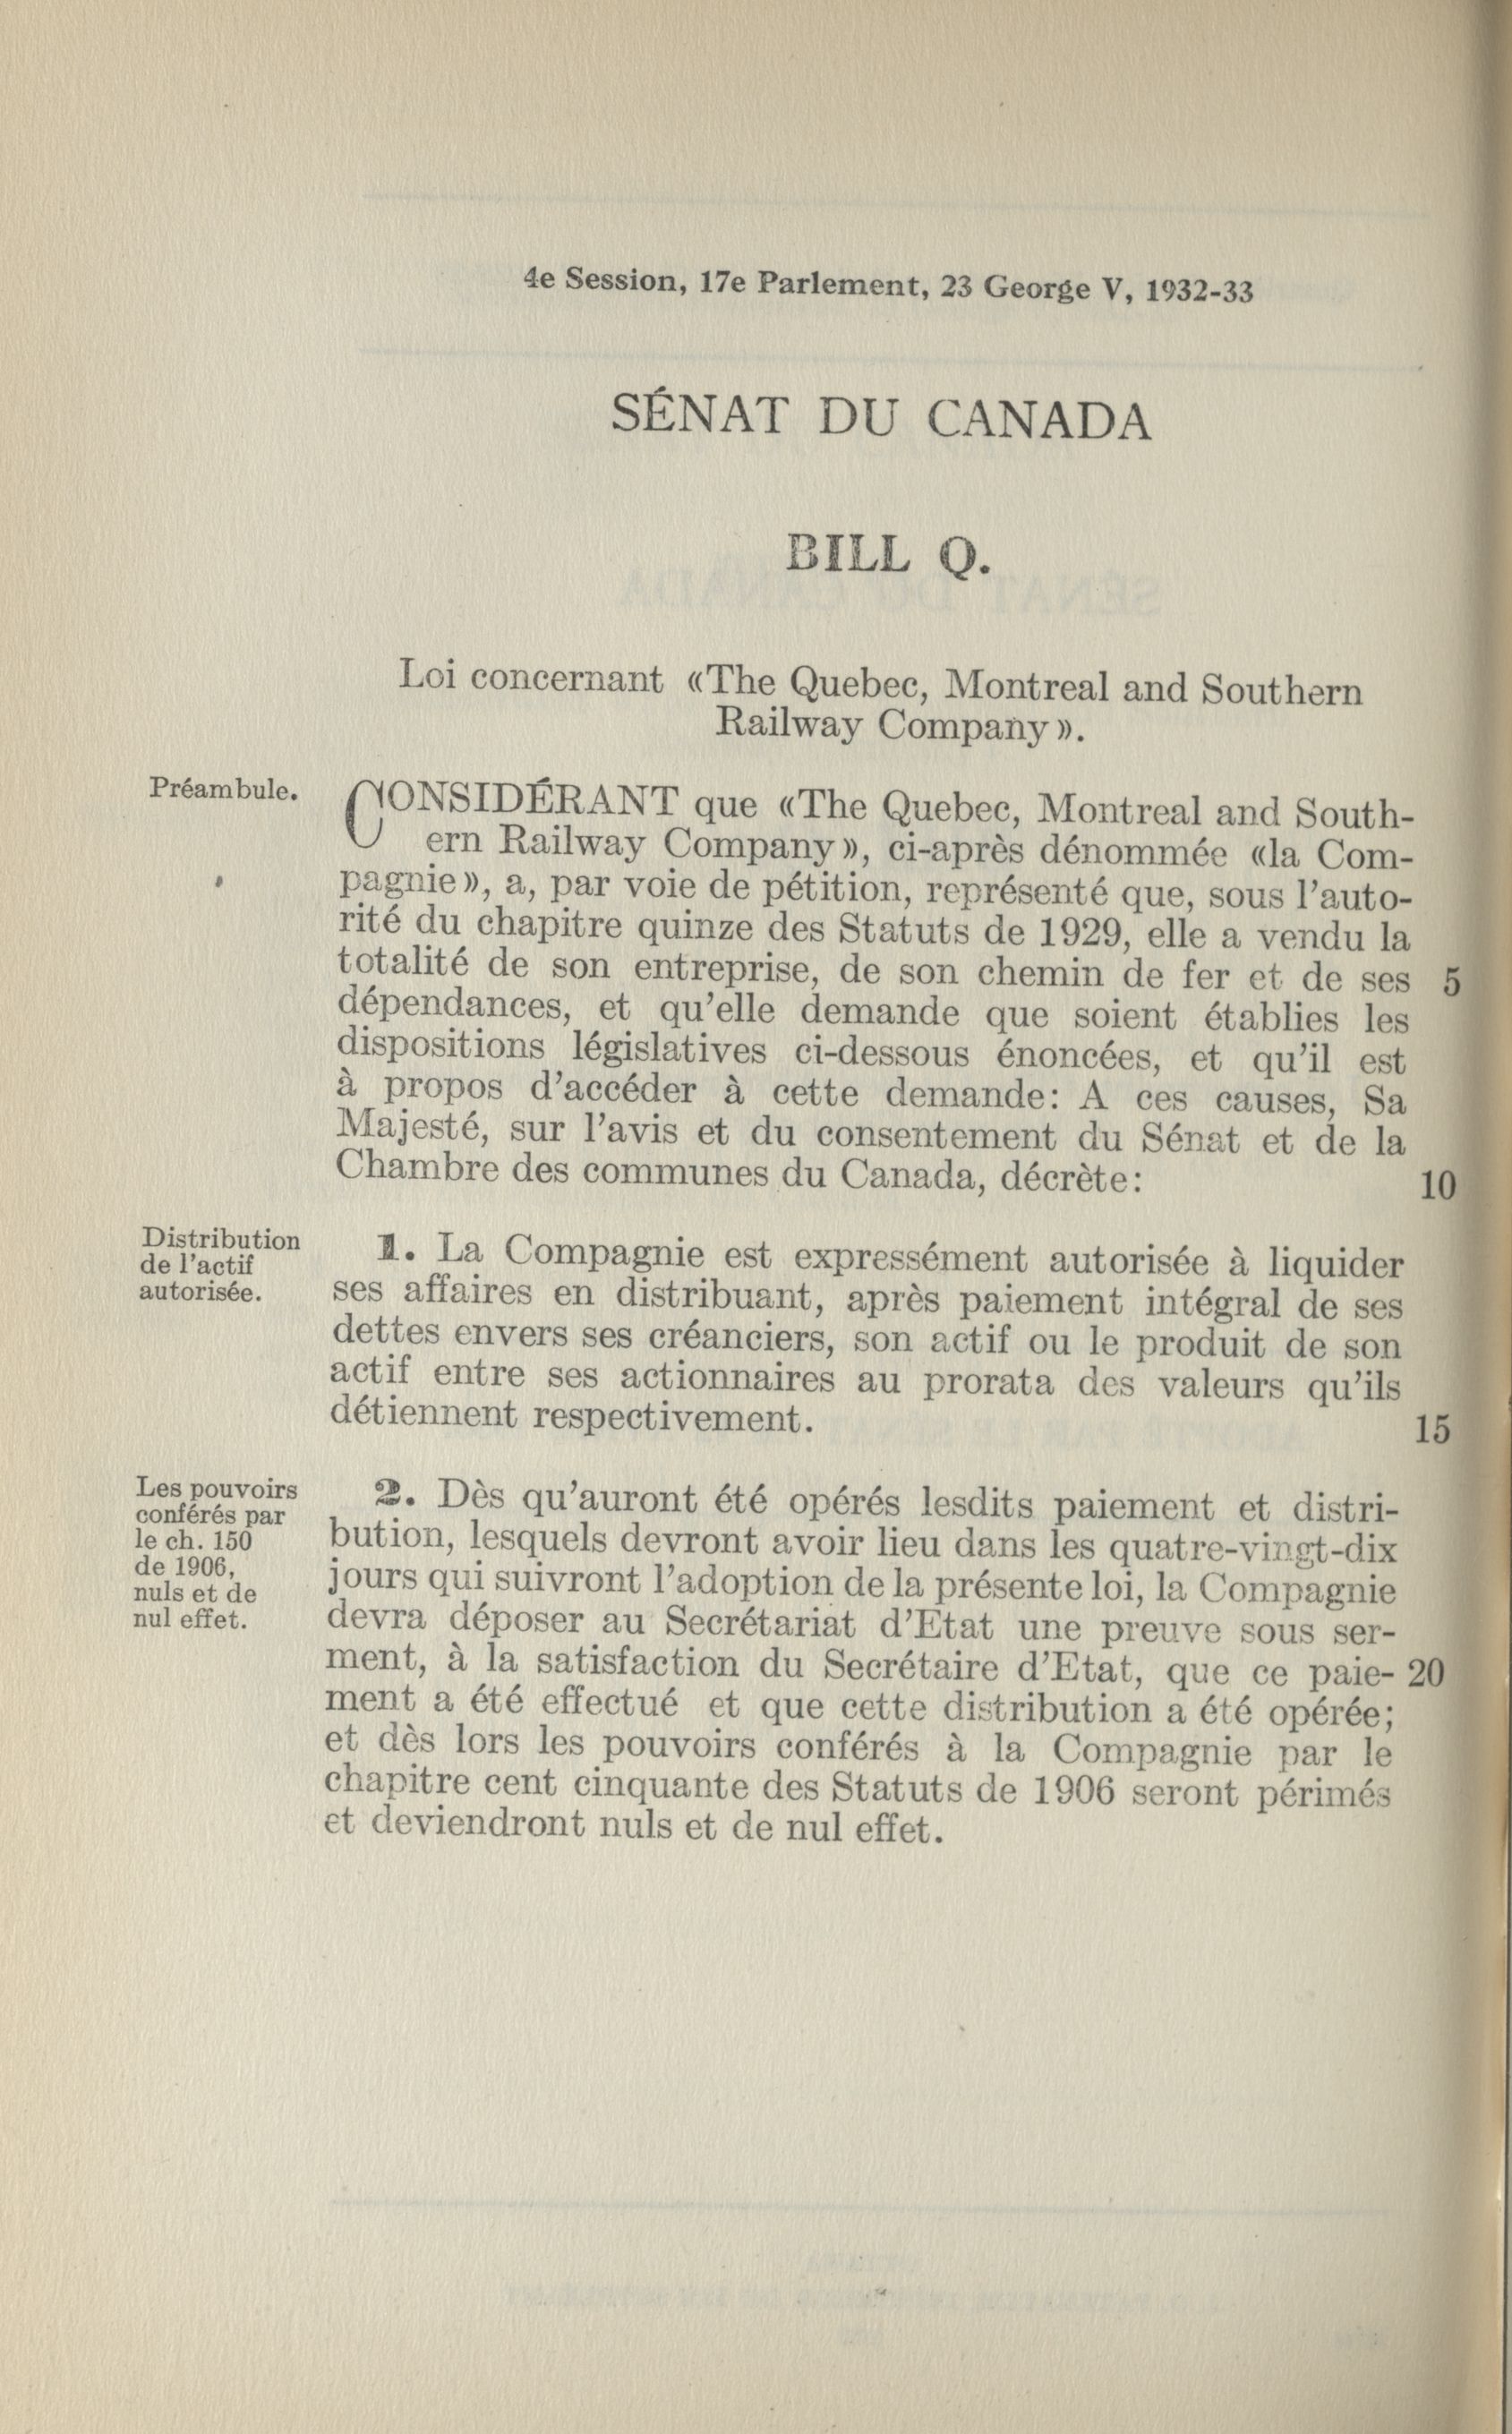 4e Session, 17e Parlement, 23 George V, 1932-33
SÉNAT DU CANADA
BILL Q.
Loi concernant «The Quebec, Montreal and Southern
Railway Company».
Préambule.
CONSIDÉRANT que «The Quebec, Montreal and South-
ern Railway Company», ci-après dénommée «la Com-
pagnie», a, par voie de pétition, représenté que, sous l'auto-
rité du chapitre quinze des Statuts de 1929, elle a vendu la
totalité de son entreprise, de son chemin de fer et de ses 5
dépendances, et qu'elle demande que soient établies les
dispositions législatives ci-dessous énoncées, et qu'il est
à propos d'accéder à cette demande: A ces causes, Sa
Majesté, sur l'avis et du consentement du Sénat et de la
Chambre des communes du Canada, décrète: 10
Distribution
de l'actif
autorisée.
1. La Compagnie est expressément autorisée à liquider
ses affaires en distribuant, après paiement intégral de ses
dettes envers ses créanciers, son actif ou le produit de son
actif entre ses actionnaires au prorata des valeurs qu'ils
détiennent respectivement. 15
Les pouvoirs
conférés par
le ch. 150
de 1906,
nuls et de
nul effet.
2. Dès qu'auront été opérés lesdits paiement et distri-
bution, lesquels devront avoir lieu dans les quatre-vingt-dix
jours qui suivront l'adoption de la présente loi, la Compagnie
devra déposer au Secrétariat d'Etat une preuve sous ser-
ment, à la satisfaction du Secrétaire d'Etat, que ce paie- 20
ment a été effectué et que cette distribution a été opérée;
et dès lors les pouvoirs conférés à la Compagnie par le
chapitre cent cinquante des Statuts de 1906 seront périmés
et deviendront nuls et de nul effet.